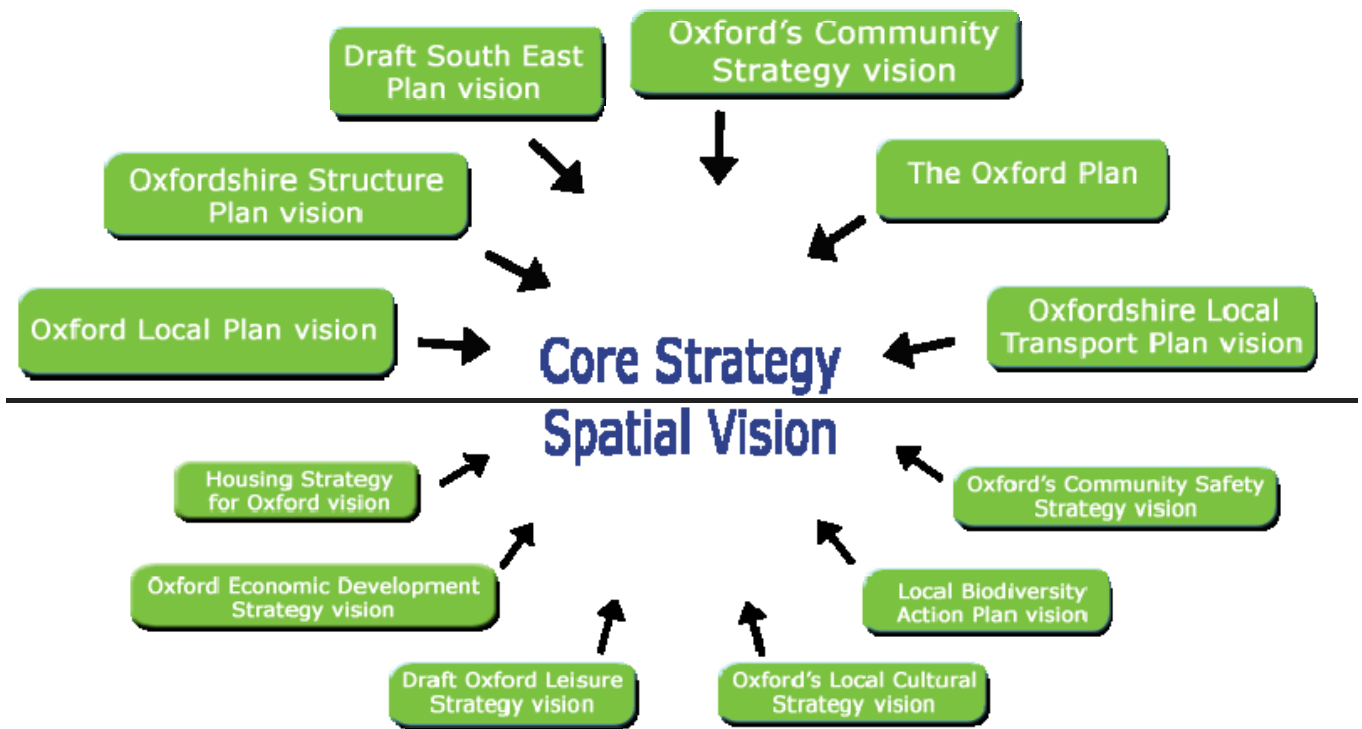 Oxford's Community
Strategy vision
Draft South East
Plan vision
The Oxford Plan
Oxfordshire Structure
Plan vision
Oxford Local Plan vision
Oxfordshire Local
Transport Plan vision
Core Strategy
Spatial Vision
Housing Strategy
for Oxford vision
Oxford's Community Safety
Strategy vision
Oxford Economic Development
Strategy vision
Local Biodiversity
Action Plan vision
Draft Oxford Leisure
Strategy vision
Oxford's Local Cultural
Strategy vision